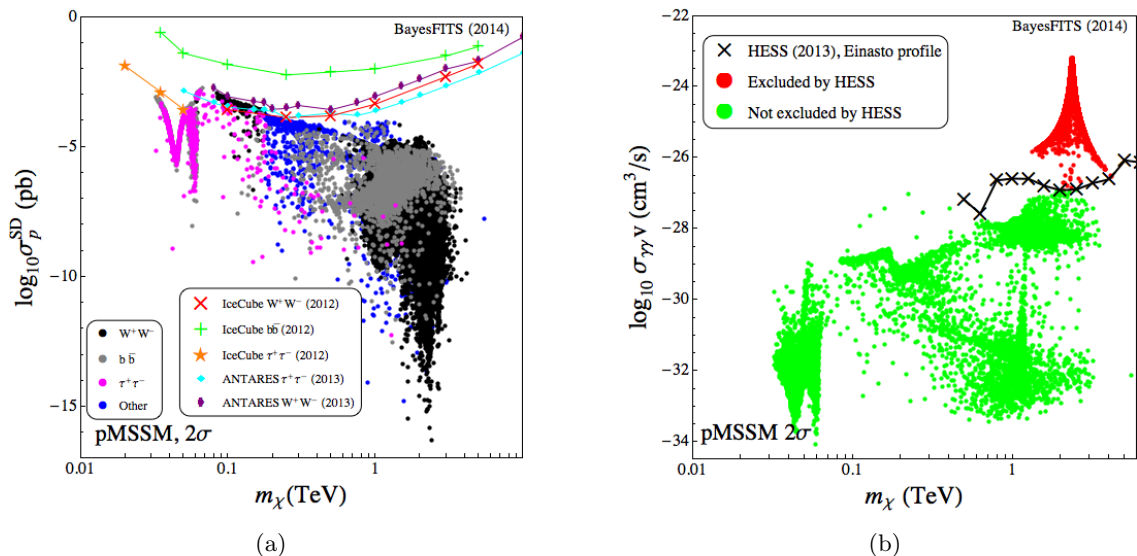 0
−5
−10
−15
log₁₀ σₚˢᴰ (pb)
BayesFITS (2014)
W⁺W⁻
b b̄
τ⁺τ⁻
Other
IceCube W⁺W⁻ (2012)
IceCube bb̄ (2012)
IceCube τ⁺τ⁻ (2012)
ANTARES τ⁺τ⁻ (2013)
ANTARES W⁺W⁻ (2013)
pMSSM, 2σ
0.01 0.1 1 10
mχ(TeV)
(a)
−22
−24
−26
−28
−30
−32
−34
log₁₀ σγγ v (cm³/s)
BayesFITS (2014)
HESS (2013), Einasto profile
Excluded by HESS
Not excluded by HESS
pMSSM 2σ
0.01 0.1 1
mχ (TeV)
(b)